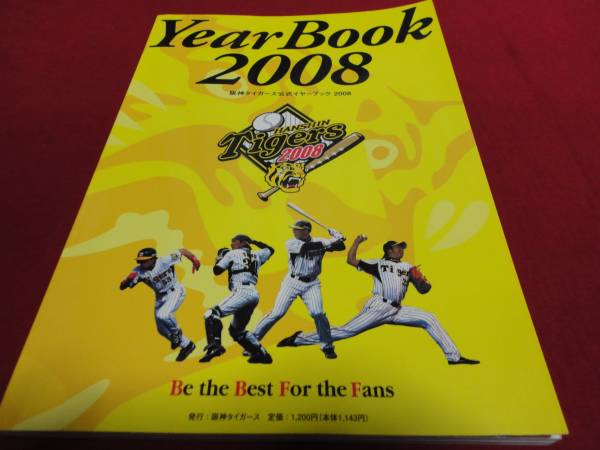 Year Book
2008
阪神タイガース公式イヤーブック 2008
HANSHIN
Tigers
2008
Tigers
Be the Best For the Fans
発行：阪神タイガース 定価：1,200円（本体1,143円）